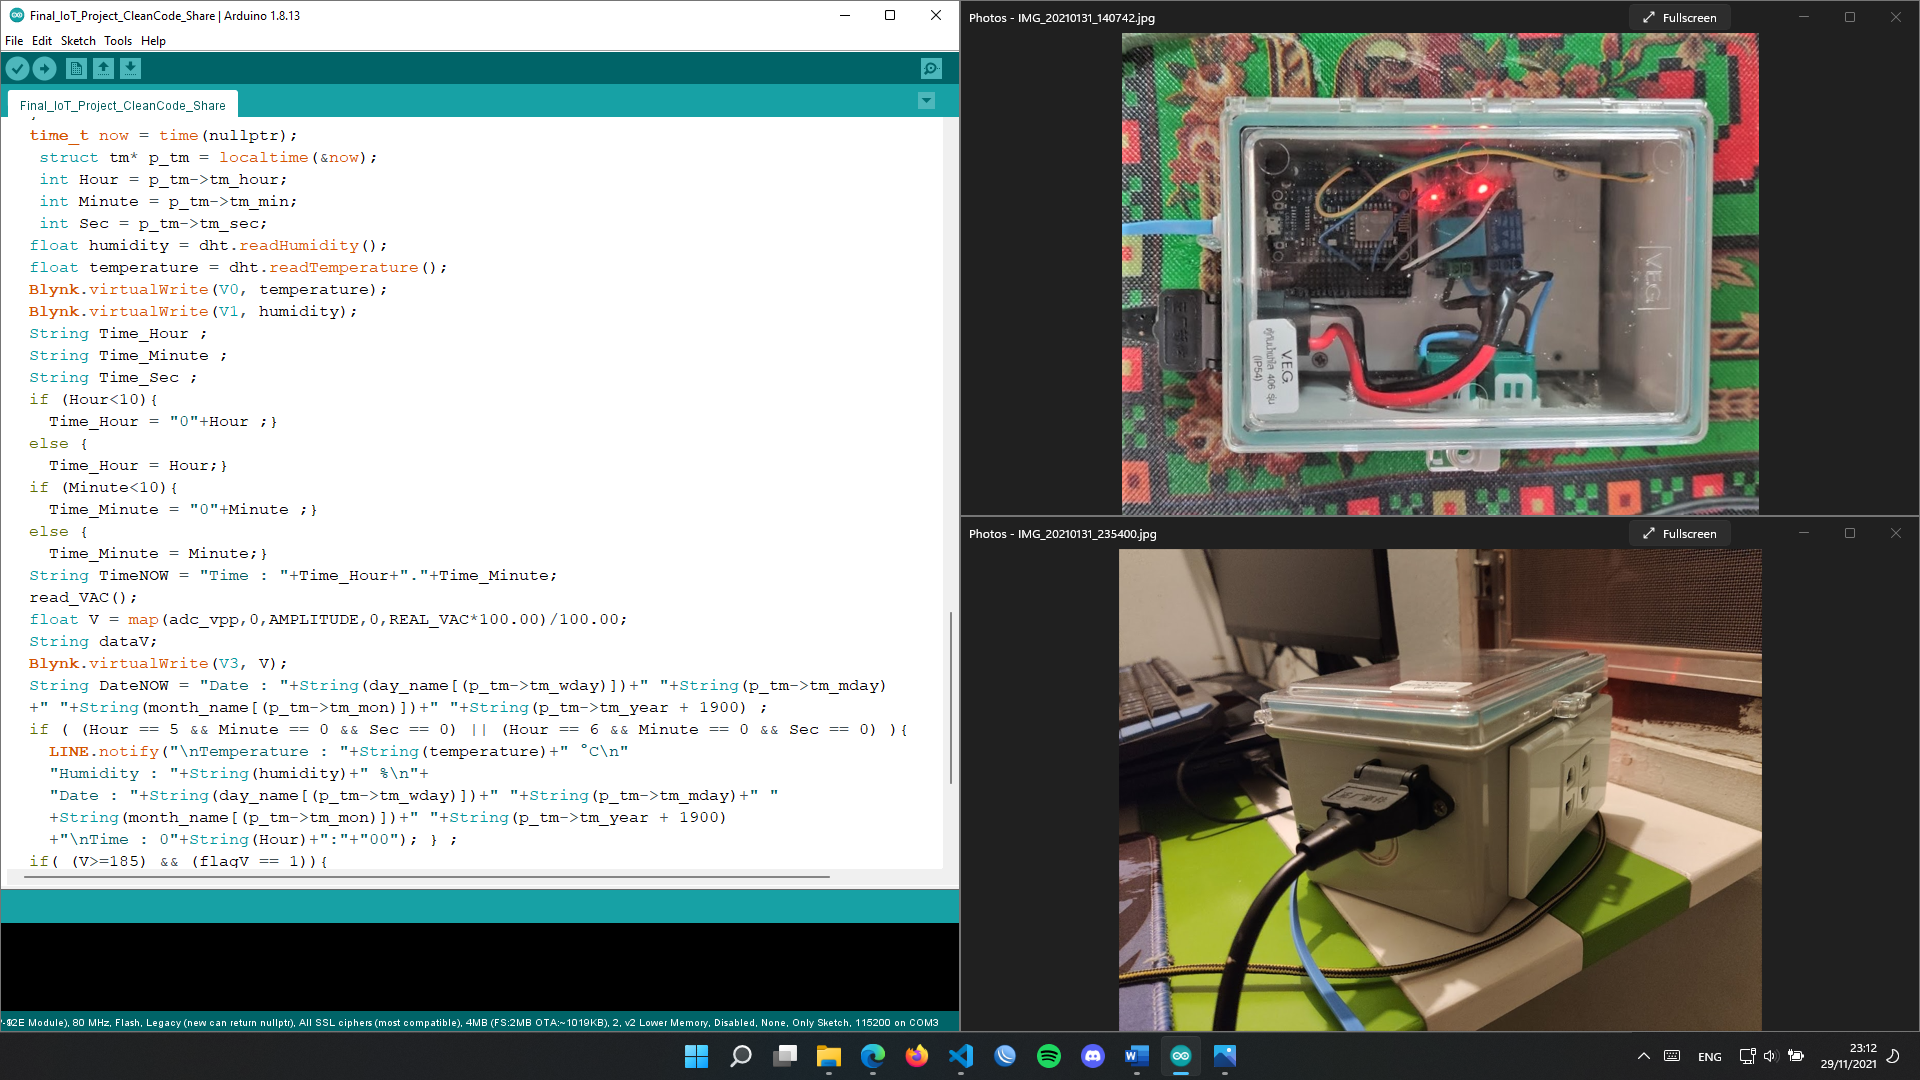 Final_IoT_Project_CleanCode_Share | Arduino 1.8.13
File Edit Sketch Tools Help
Final_IoT_Project_CleanCode_Share
time_t now = time(nullptr);
struct tm* p_tm = localtime(&now);
int Hour = p_tm->tm_hour;
int Minute = p_tm->tm_min;
int Sec = p_tm->tm_sec;
float humidity = dht.readHumidity();
float temperature = dht.readTemperature();
Blynk.virtualWrite(V0, temperature);
Blynk.virtualWrite(V1, humidity);
String Time_Hour ;
String Time_Minute ;
String Time_Sec ;
if (Hour<10){
Time_Hour = "0"+Hour ;}
else {
Time_Hour = Hour;}
if (Minute<10){
Time_Minute = "0"+Minute ;}
else {
Time_Minute = Minute;}
String TimeNOW = "Time : "+Time_Hour+"."+Time_Minute;
read_VAC();
float V = map(adc_vpp,0,AMPLITUDE,0,REAL_VAC*100.00)/100.00;
String dataV;
Blynk.virtualWrite(V3, V);
String DateNOW = "Date : "+String(day_name[(p_tm->tm_wday)])+" "+String(p_tm->tm_mday)
+" "+String(month_name[(p_tm->tm_mon)])+" "+String(p_tm->tm_year + 1900) ;
if ( (Hour == 5 && Minute == 0 && Sec == 0) || (Hour == 6 && Minute == 0 && Sec == 0) ){
LINE.notify("\nTemperature : "+String(temperature)+" °C\n"
"Humidity : "+String(humidity)+" %\n"+
"Date : "+String(day_name[(p_tm->tm_wday)])+" "+String(p_tm->tm_mday)+" "
+String(month_name[(p_tm->tm_mon)])+" "+String(p_tm->tm_year + 1900)
+"\nTime : 0"+String(Hour)+":"+"00"); } ;
if( (V>=185) && (flagV == 1)){
Module), 80 MHz, Flash, Legacy (new can return nullptr), All SSL ciphers (most compatible), 4MB (FS:2MB OTA:~1019KB), 2, v2 Lower Memory, Disabled, None, Only Sketch, 115200 on COM3
Photos - IMG_20210131_140742.jpg
Fullscreen
VEG
V.E.G.
406 รุ่น
(IP54)
Photos - IMG_20210131_235400.jpg
Fullscreen
ENG
23:12
29/11/2021